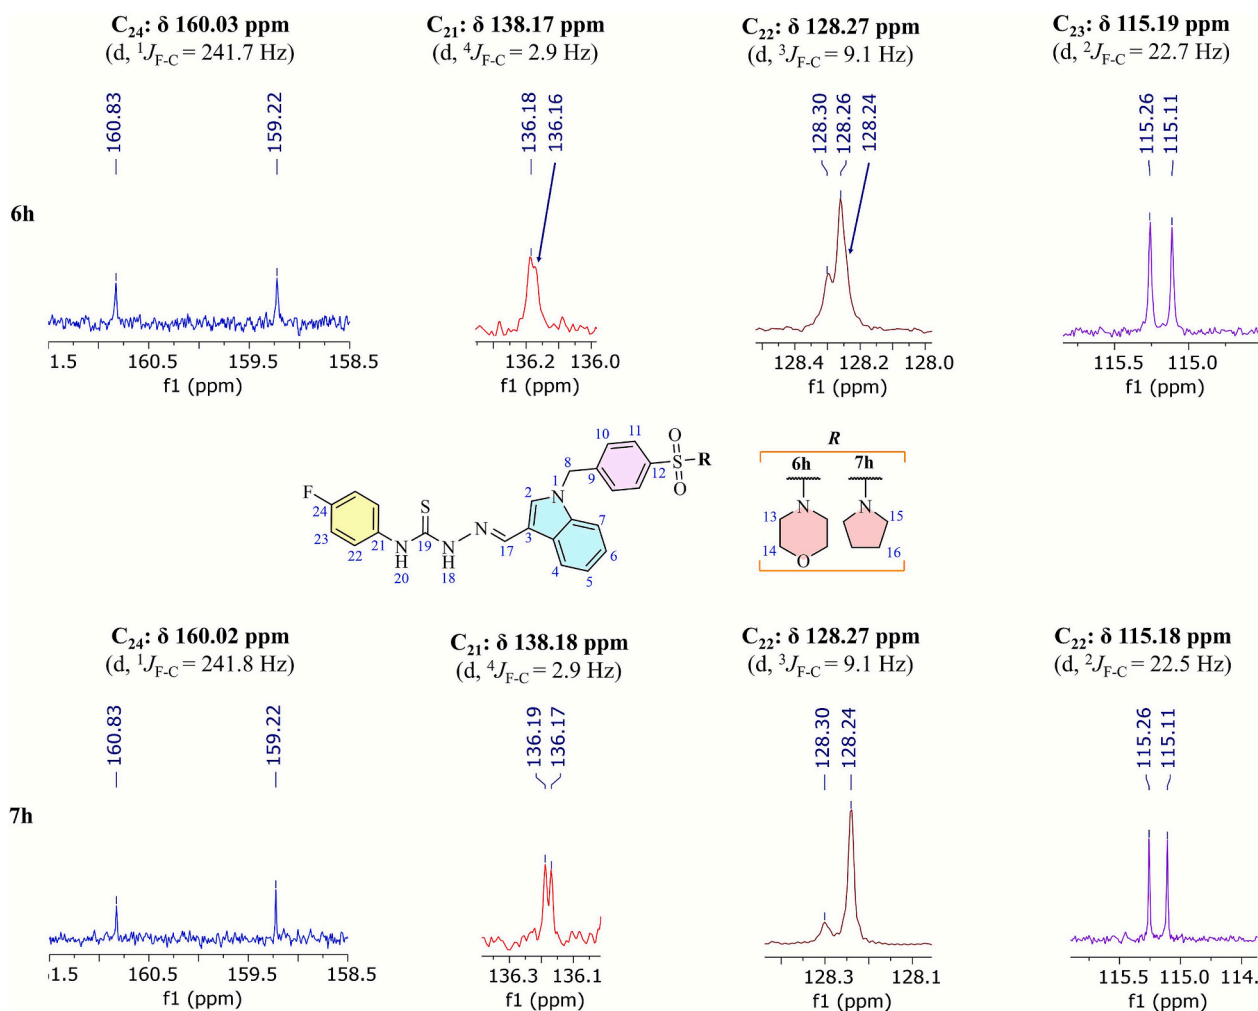 C24: δ 160.03 ppm
(d, ¹JF-C = 241.7 Hz)
C21: δ 138.17 ppm
(d, ⁴JF-C = 2.9 Hz)
C22: δ 128.27 ppm
(d, ³JF-C = 9.1 Hz)
C23: δ 115.19 ppm
(d, ²JF-C = 22.7 Hz)
160.83
159.22
136.18
136.16
128.30
128.26
128.24
115.26
115.11
6h
1.5 160.5 159.5 158.5
f1 (ppm)
136.2 136.0
f1 (ppm)
128.4 128.2 128.0
f1 (ppm)
115.5 115.0
f1 (ppm)
F
24
23
22
21
N
H
20
S
19
N
H
18
N
17
3
2
N
1
8
9
10
11
12
O
S
O
R
7
6
5
4
R
6h 7h
N
13
14
O
N
15
16
C24: δ 160.02 ppm
(d, ¹JF-C = 241.8 Hz)
C21: δ 138.18 ppm
(d, ⁴JF-C = 2.9 Hz)
C22: δ 128.27 ppm
(d, ³JF-C = 9.1 Hz)
C22: δ 115.18 ppm
(d, ²JF-C = 22.5 Hz)
160.83
159.22
136.19
136.17
128.30
128.24
115.26
115.11
7h
1.5 160.5 159.5 158.5
f1 (ppm)
136.3 136.1
f1 (ppm)
128.3 128.1
f1 (ppm)
115.5 115.0 114.
f1 (ppm)